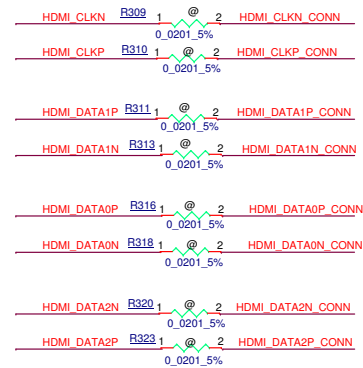 HDMI_CLKN R309 1 @ 2 HDMI_CLKN_CONN
0_0201_5%
HDMI_CLKP R310 1 @ 2 HDMI_CLKP_CONN
0_0201_5%
HDMI_DATA1P R311 1 @ 2 HDMI_DATA1P_CONN
0_0201_5%
HDMI_DATA1N R313 1 @ 2 HDMI_DATA1N_CONN
0_0201_5%
HDMI_DATA0P R316 1 @ 2 HDMI_DATA0P_CONN
0_0201_5%
HDMI_DATA0N R318 1 @ 2 HDMI_DATA0N_CONN
0_0201_5%
HDMI_DATA2N R320 1 @ 2 HDMI_DATA2N_CONN
0_0201_5%
HDMI_DATA2P R323 1 @ 2 HDMI_DATA2P_CONN
0_0201_5%